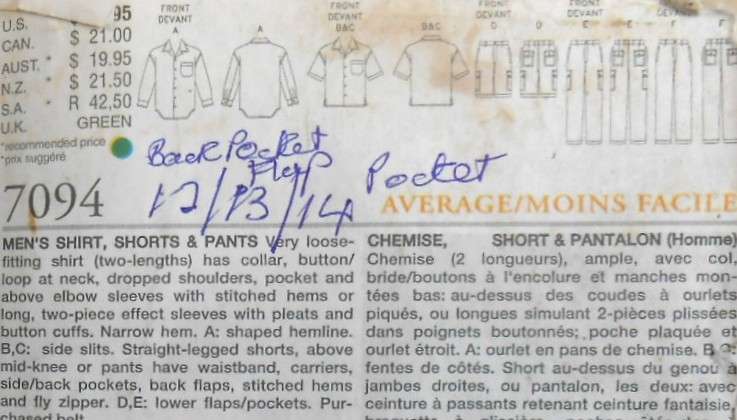 95
U.S.
CAN. $ 21.00
AUST. * $ 19.95
N.Z. * $ 21.50
S.A. * R 42,50
U.K. GREEN
*recommended price
*prix suggéré
FRONT
DEVANT
A
A
FRONT
DEVANT
B&C
B&C
FRONT
DEVANT
D
D
FRONT
DEVANT
E
E
F
F
Back Pocket
Flap
Pocket
12/13/14
7094
AVERAGE/MOINS FACILE
MEN'S SHIRT, SHORTS & PANTS Very loose-
fitting shirt (two-lengths) has collar, button/
loop at neck, dropped shoulders, pocket and
above elbow sleeves with stitched hems or
long, two-piece effect sleeves with pleats and
button cuffs. Narrow hem. A: shaped hemline.
B,C: side slits. Straight-legged shorts, above
mid-knee or pants have waistband, carriers,
side/back pockets, back flaps, stitched hems
and fly zipper. D,E: lower flaps/pockets. Pur-
chased belt.
CHEMISE, SHORT & PANTALON (Homme)
Chemise (2 longueurs), ample, avec col,
bride/boutons à l'encolure et manches mon-
tées bas: au-dessus des coudes à ourlets
piqués, ou longues simulant 2-pièces plissées
dans poignets boutonnés; poche plaquée et
ourlet étroit. A: ourlet en pans de chemise. B,C:
fentes de côtés. Short au-dessus du genou à
jambes droites, ou pantalon, les deux: avec
ceinture à passants retenant ceinture fantaisie,